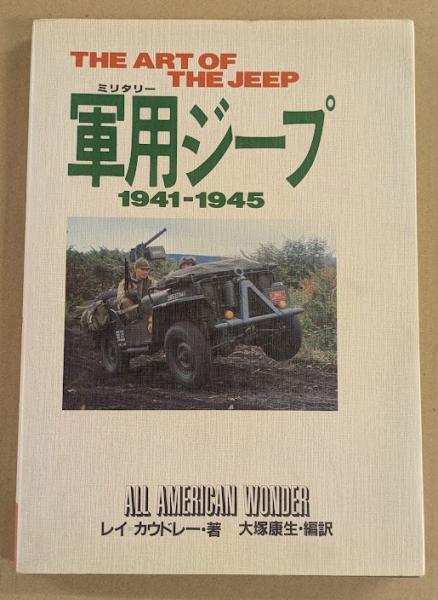 THE ART OF
THE JEEP
ミリタリー
軍用ジープ
1941-1945
ALL AMERICAN WONDER
レイ・カウドレー・著 大塚康生・編訳